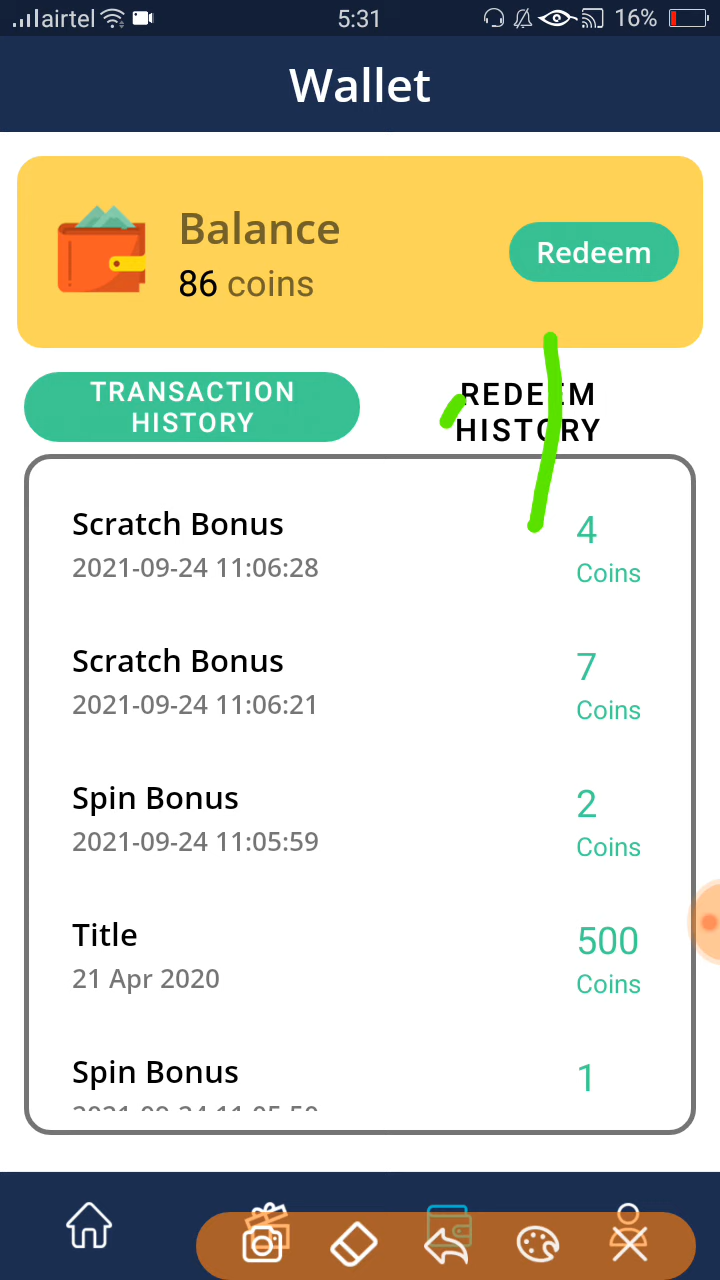 airtel 5:31 16%
Wallet
Balance
86 coins
Redeem
TRANSACTION
HISTORY
REDEEM
HISTORY
Scratch Bonus
2021-09-24 11:06:28
4
Coins
Scratch Bonus
2021-09-24 11:06:21
7
Coins
Spin Bonus
2021-09-24 11:05:59
2
Coins
Title
21 Apr 2020
500
Coins
Spin Bonus
1